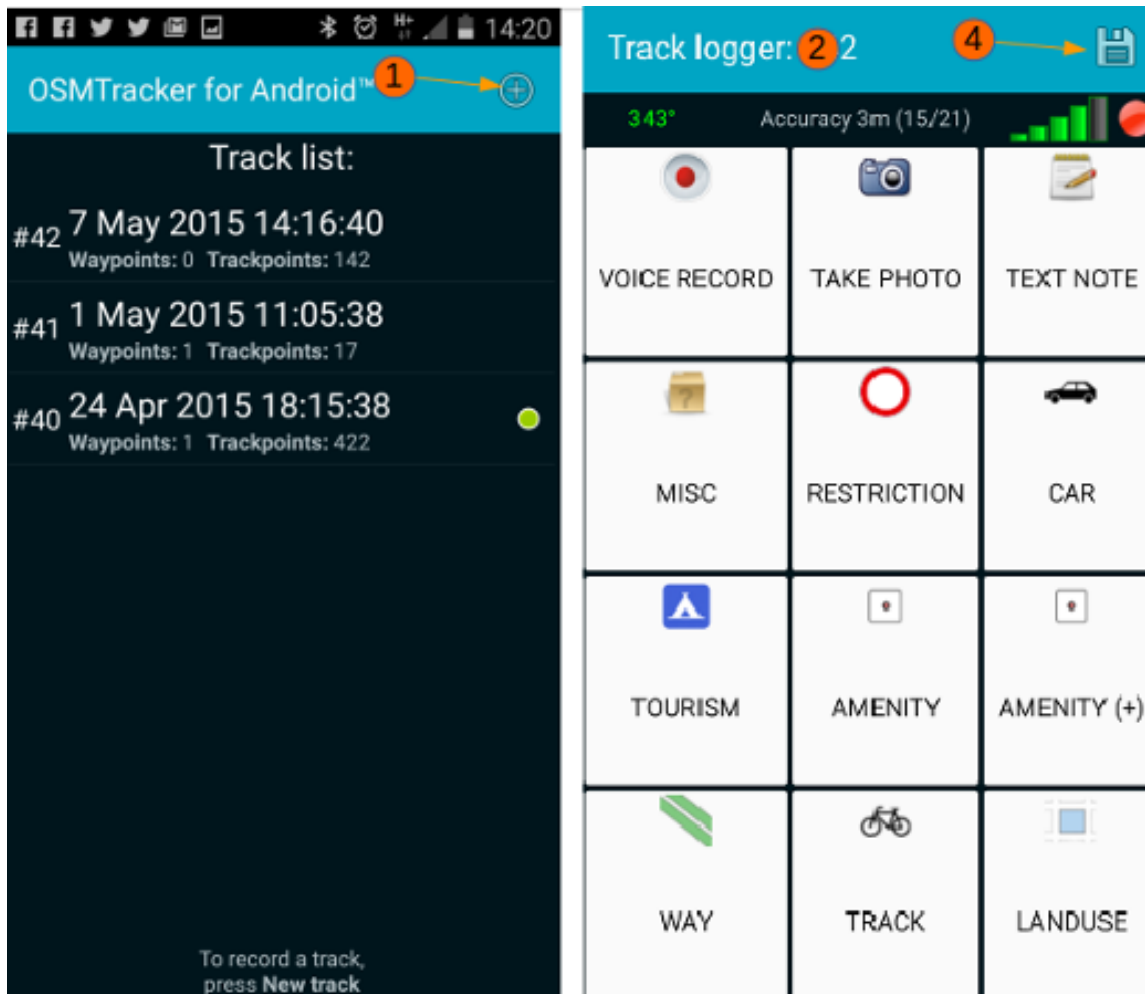 14:20
OSMTracker for Android™ 1
Track list:
#42 7 May 2015 14:16:40
Waypoints: 0 Trackpoints: 142
#41 1 May 2015 11:05:38
Waypoints: 1 Trackpoints: 17
#40 24 Apr 2015 18:15:38
Waypoints: 1 Trackpoints: 422
To record a track,
press New track
Track logger: 2 2 4
343° Accuracy 3m (15/21)
VOICE RECORD TAKE PHOTO TEXT NOTE
MISC RESTRICTION CAR
TOURISM AMENITY AMENITY (+)
WAY TRACK LANDUSE